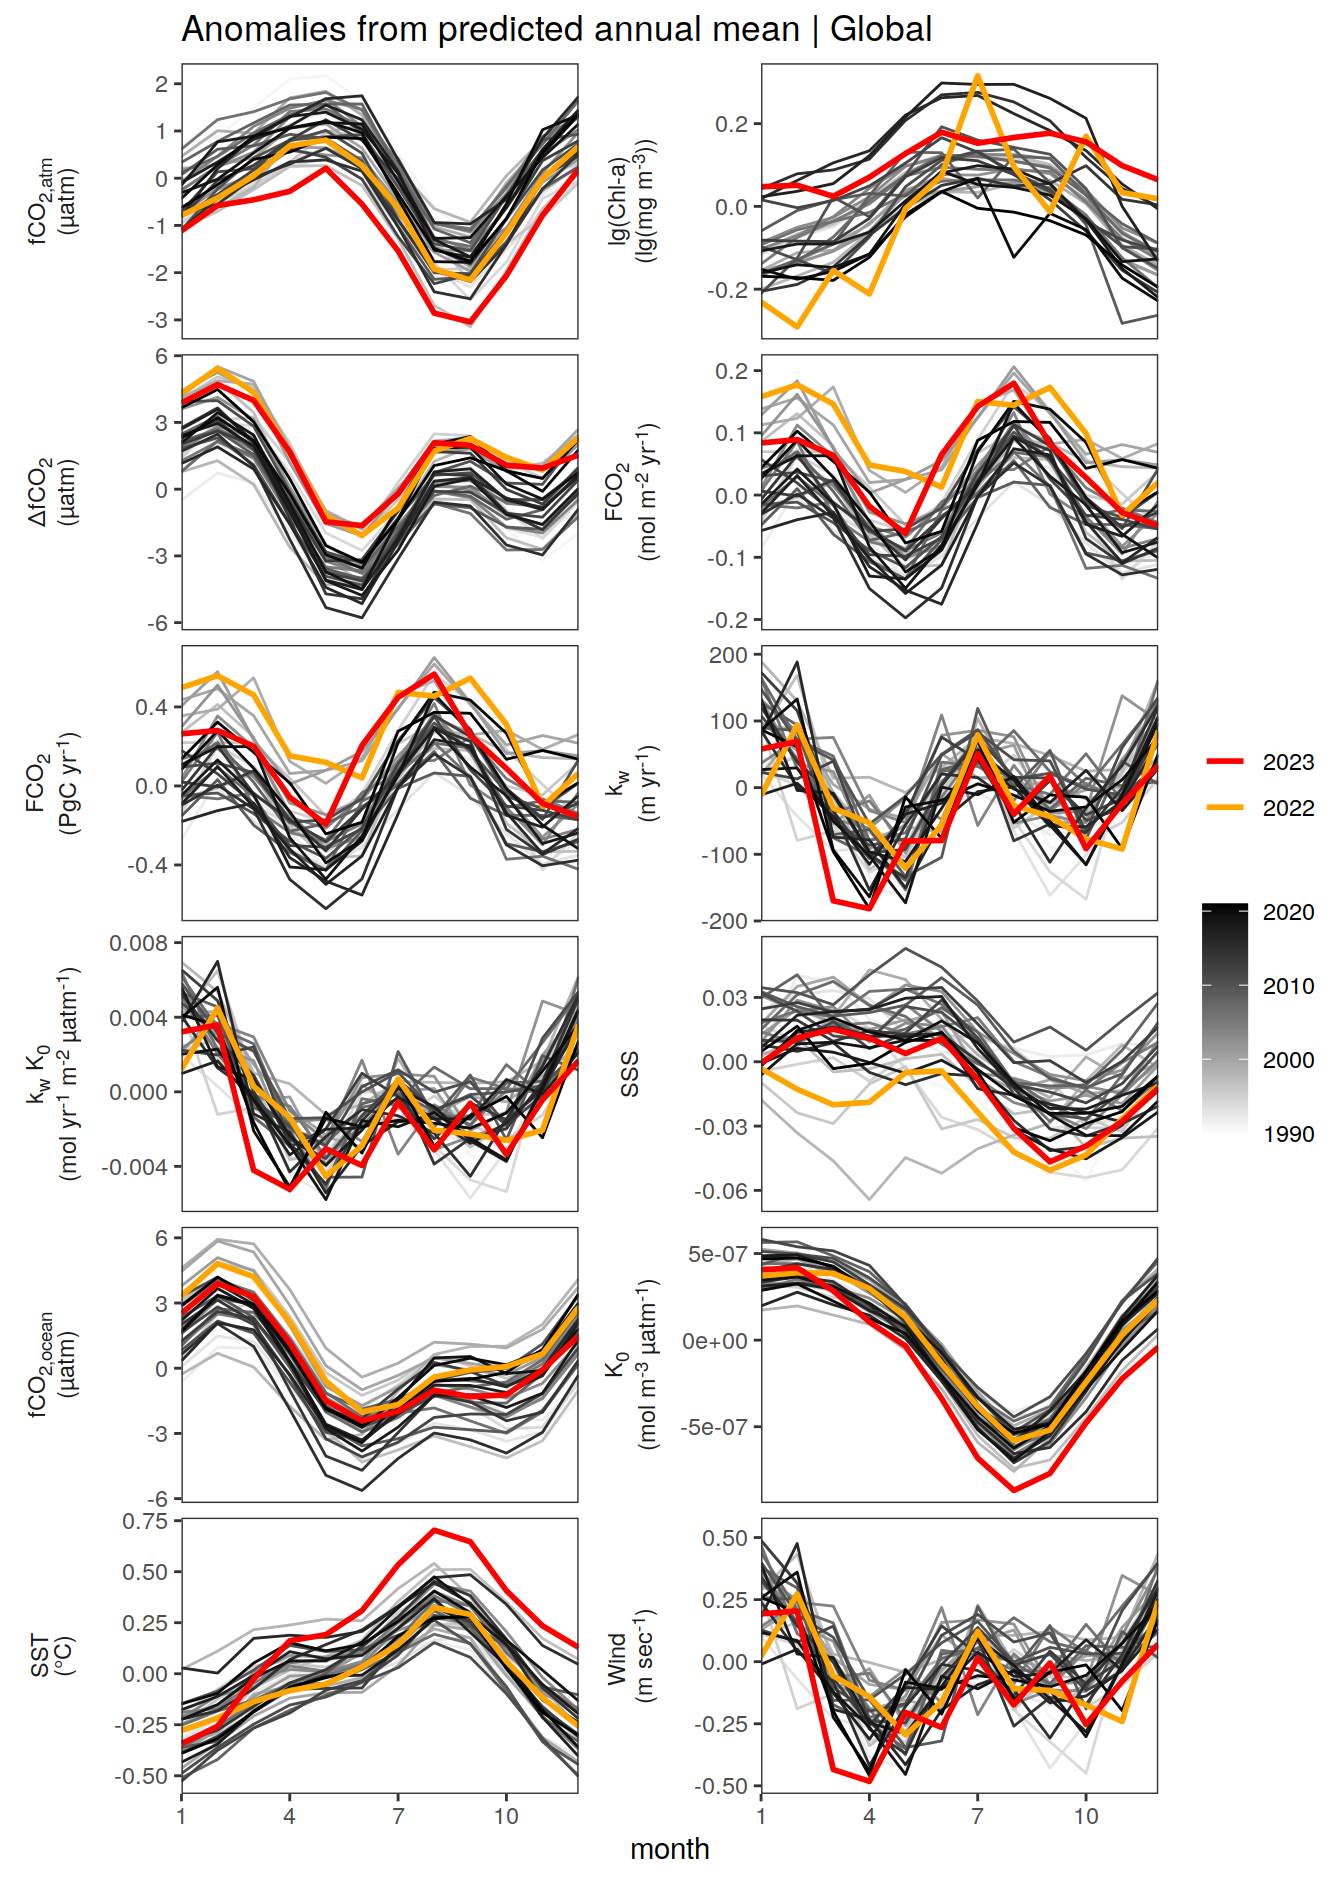 Anomalies from predicted annual mean | Global
fCO2,atm
(µatm)
2
1
0
-1
-2
-3
lg(Chl-a)
(lg(mg m-3))
0.2
0.0
-0.2
ΔfCO2
(µatm)
6
3
0
-3
-6
FCO2
(mol m-2 yr-1)
0.2
0.1
0.0
-0.1
-0.2
FCO2
(PgC yr-1)
0.4
0.0
-0.4
kw
(m yr-1)
200
100
0
-100
-200
kw K0
(mol yr-1 m-2 µatm-1)
0.008
0.004
0.000
-0.004
SSS
0.03
0.00
-0.03
-0.06
fCO2,ocean
(µatm)
6
3
0
-3
-6
K0
(mol m-3 µatm-1)
5e-07
0e+00
-5e-07
SST
(°C)
0.75
0.50
0.25
0.00
-0.25
-0.50
1 4 7 10
Wind
(m sec-1)
0.50
0.25
0.00
-0.25
-0.50
1 4 7 10
month
2023
2022
2020
2010
2000
1990